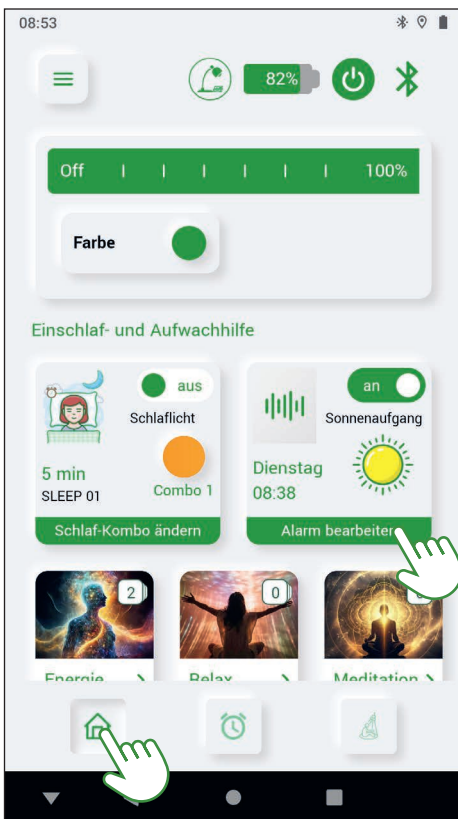 08:53
82%
Off 100%
Farbe
Einschlaf- und Aufwachhilfe
aus
Schlaflicht
5 min
SLEEP 01
Combo 1
Schlaf-Kombo ändern
an
Sonnenaufgang
Dienstag
08:38
Alarm bearbeiten
2
0
Energie
Relax
Meditation